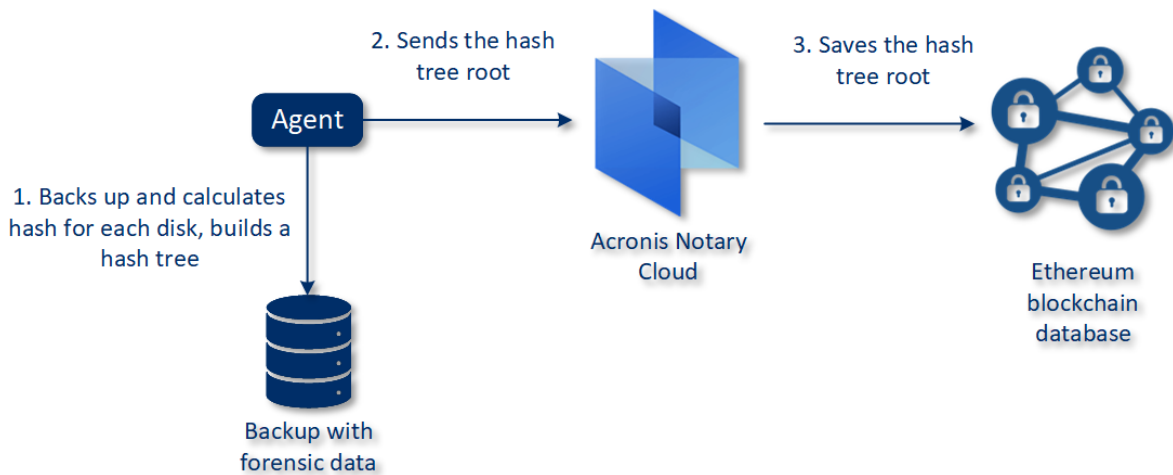 2. Sends the hash
tree root
3. Saves the hash
tree root
Agent
1. Backs up and calculates
hash for each disk, builds a
hash tree
Acronis Notary
Cloud
Ethereum
blockchain
database
Backup with
forensic data